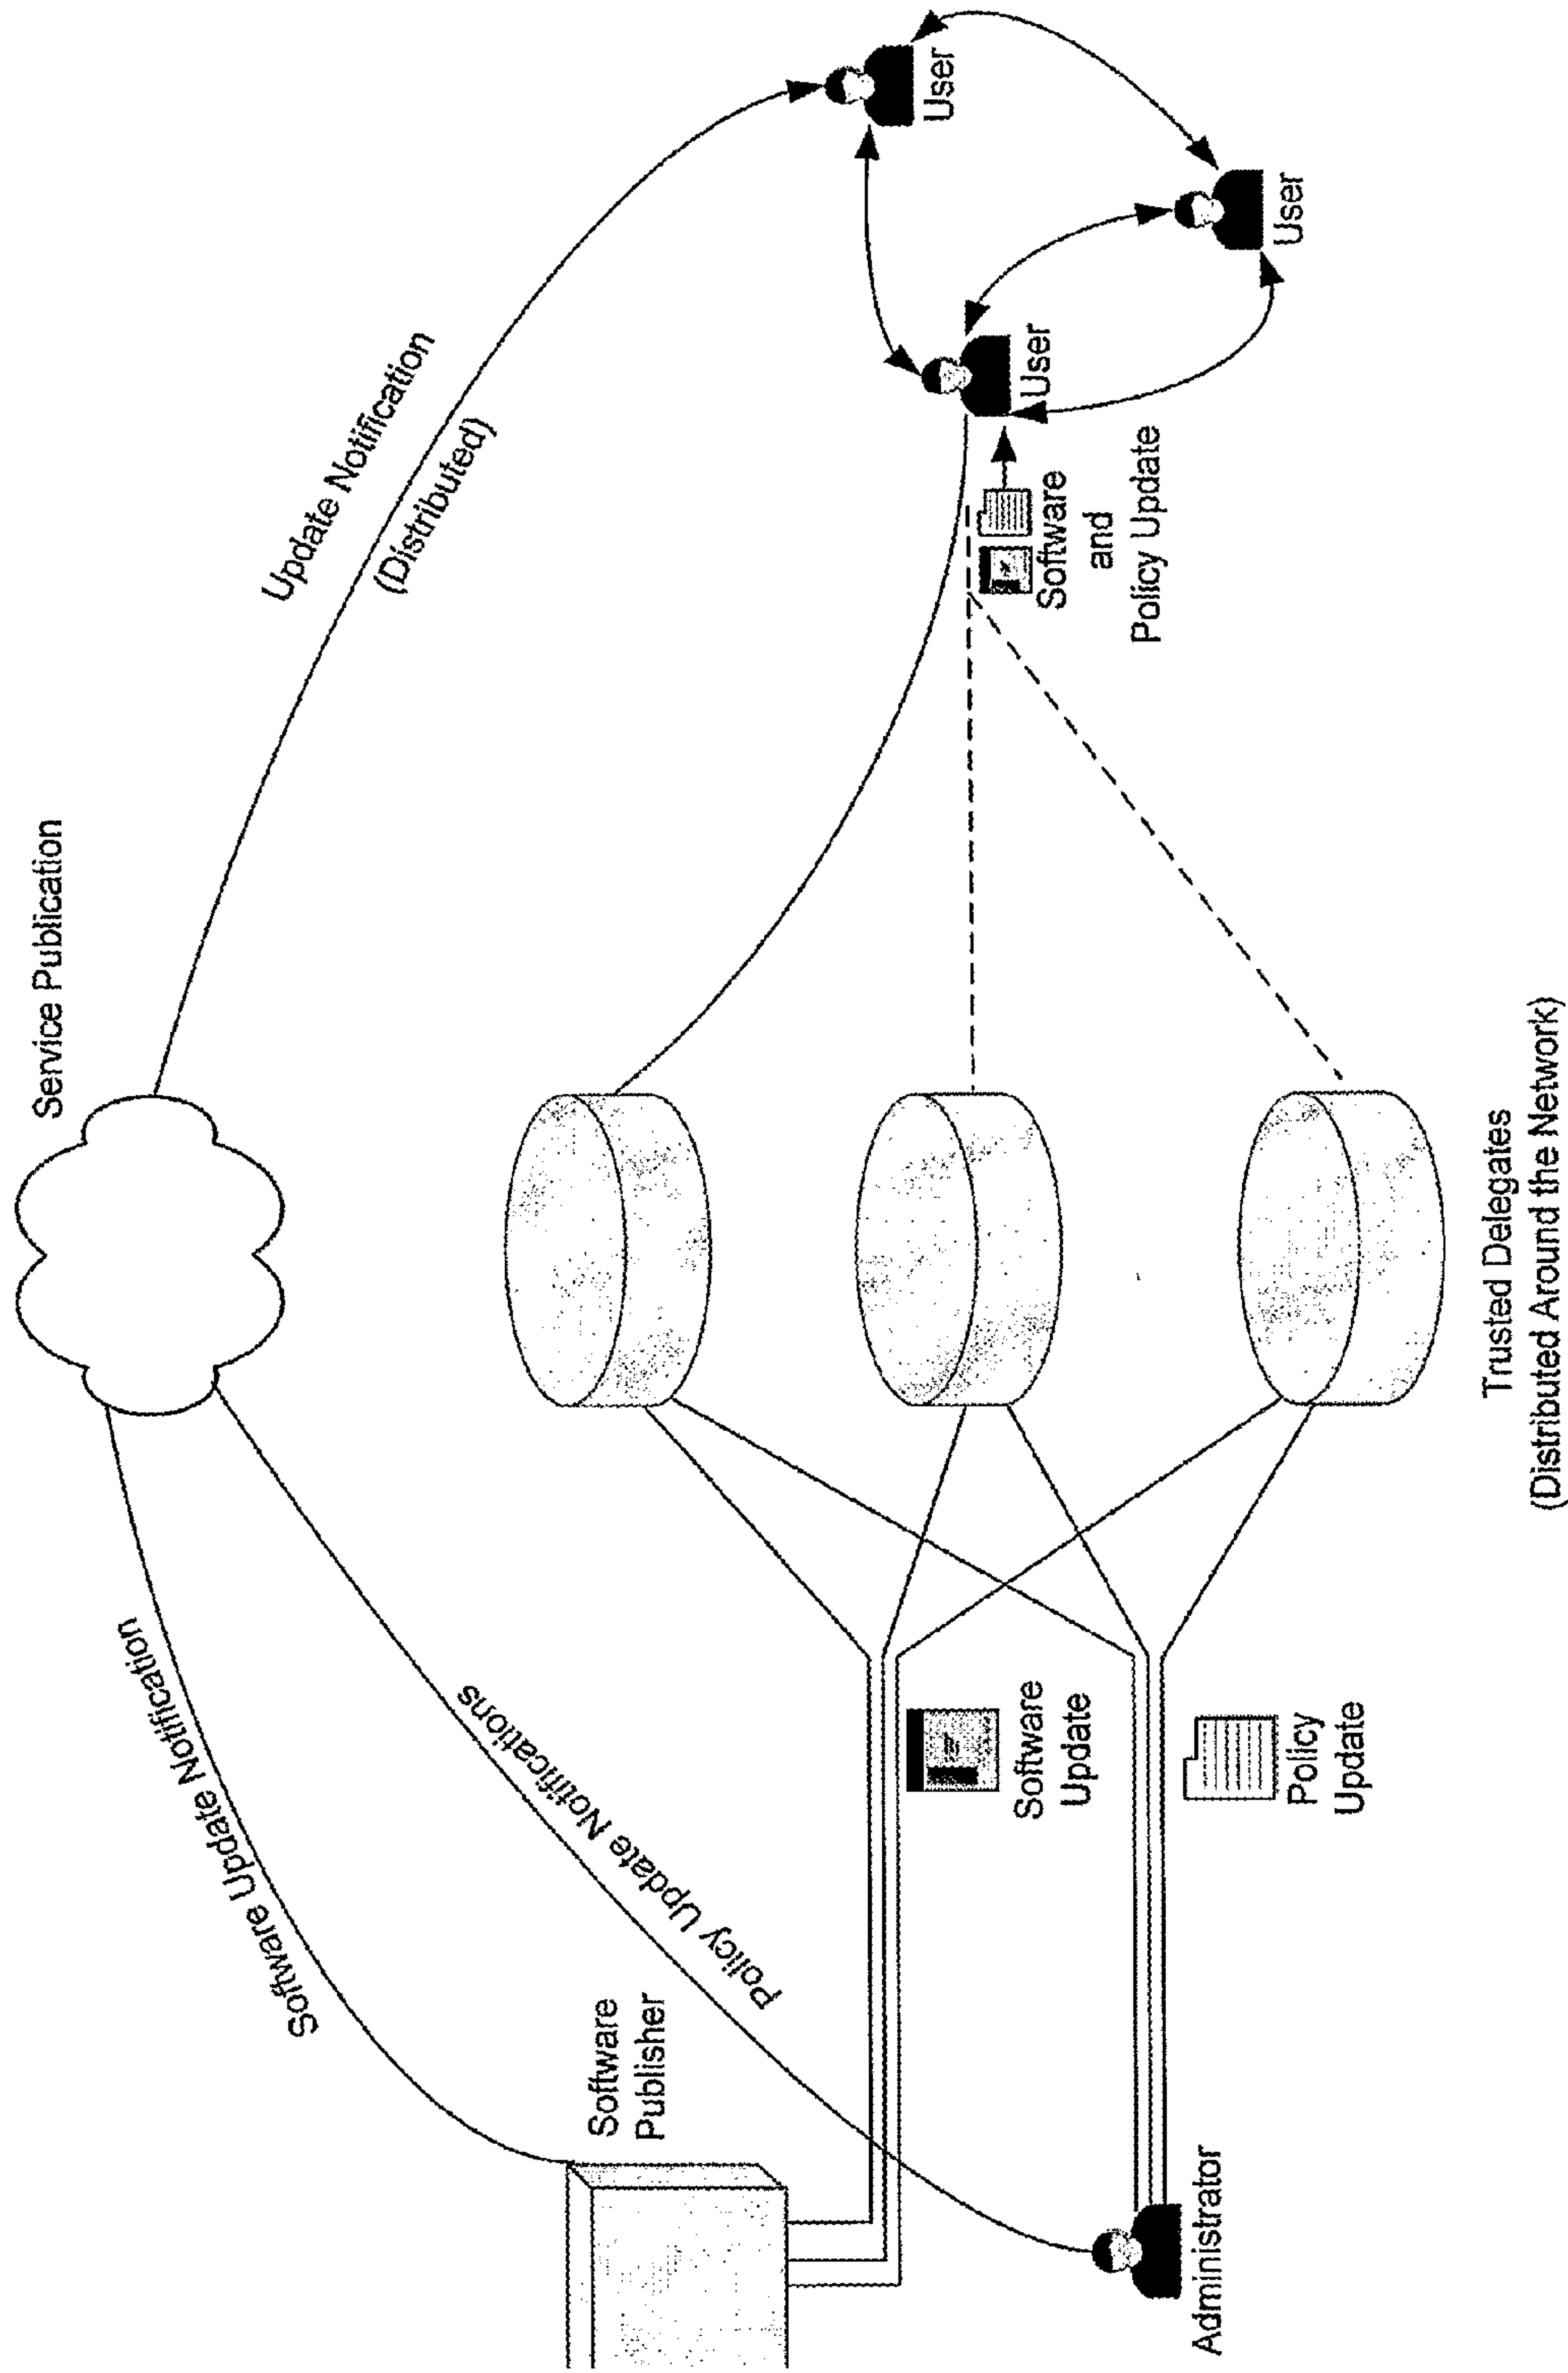 Service Publication
Update Notification
(Distributed)
Software Update Notification
Policy Update Notifications
Software
Publisher
Administrator
Software
Update
Policy
Update
Trusted Delegates
(Distributed Around the Network)
Software
and
Policy Update
User
User
User